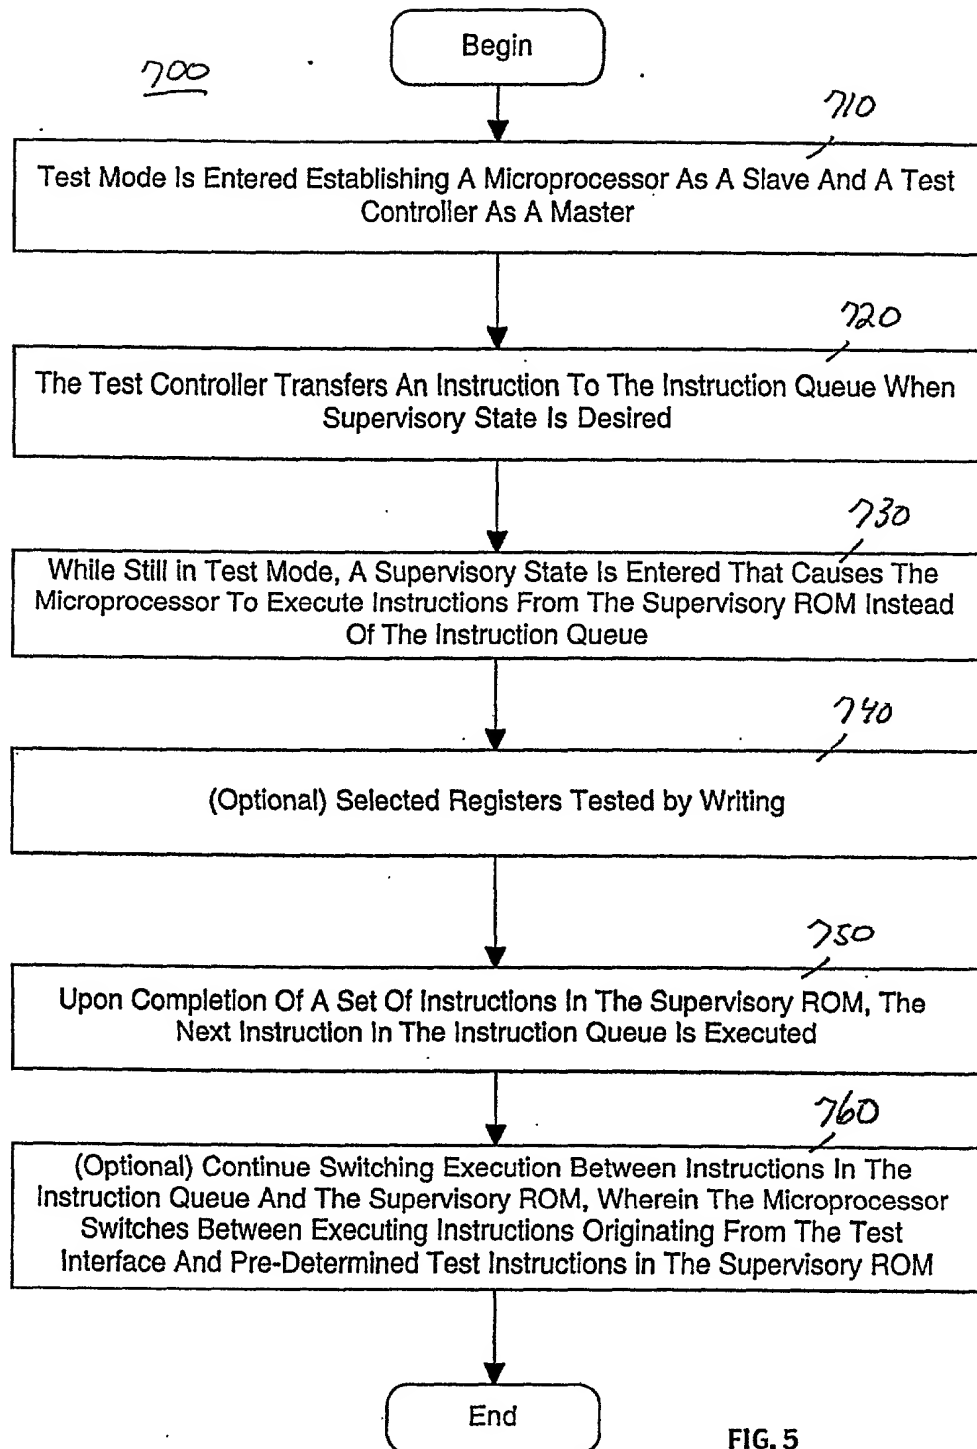 Begin
700
710
Test Mode Is Entered Establishing A Microprocessor As A Slave And A Test
Controller As A Master
720
The Test Controller Transfers An Instruction To The Instruction Queue When
Supervisory State Is Desired
730
While Still in Test Mode, A Supervisory State Is Entered That Causes The
Microprocessor To Execute Instructions From The Supervisory ROM Instead
Of The Instruction Queue
740
(Optional) Selected Registers Tested by Writing
750
Upon Completion Of A Set Of Instructions In The Supervisory ROM, The
Next Instruction In The Instruction Queue Is Executed
760
(Optional) Continue Switching Execution Between Instructions In The
Instruction Queue And The Supervisory ROM, Wherein The Microprocessor
Switches Between Executing Instructions Originating From The Test
Interface And Pre-Determined Test Instructions in The Supervisory ROM
End
FIG. 5